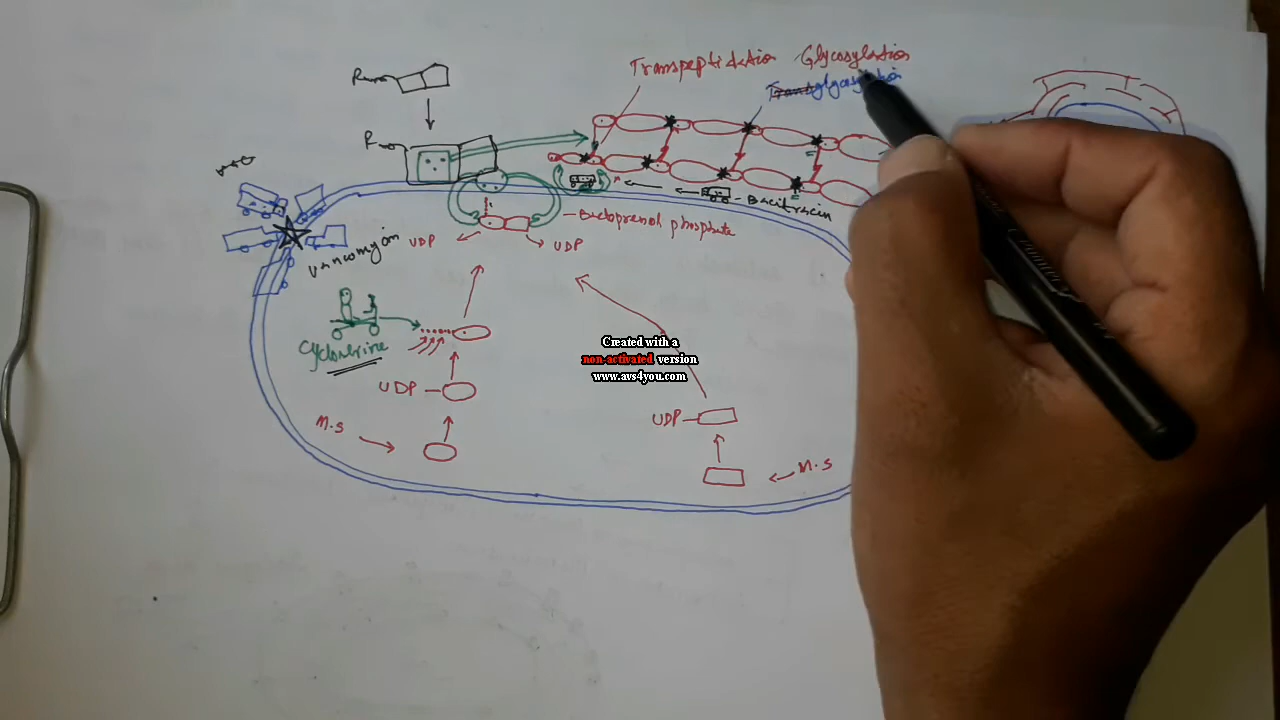 Transpeptidation Glycosylation
Transglycosylation
R
R
Bacitracin
Bactoprenol phosphate
UDP
UDP
Vancomycin
Cycloserine
Created with a
non-activated version
www.avs4you.com
UDP
UDP
M.S
M.S